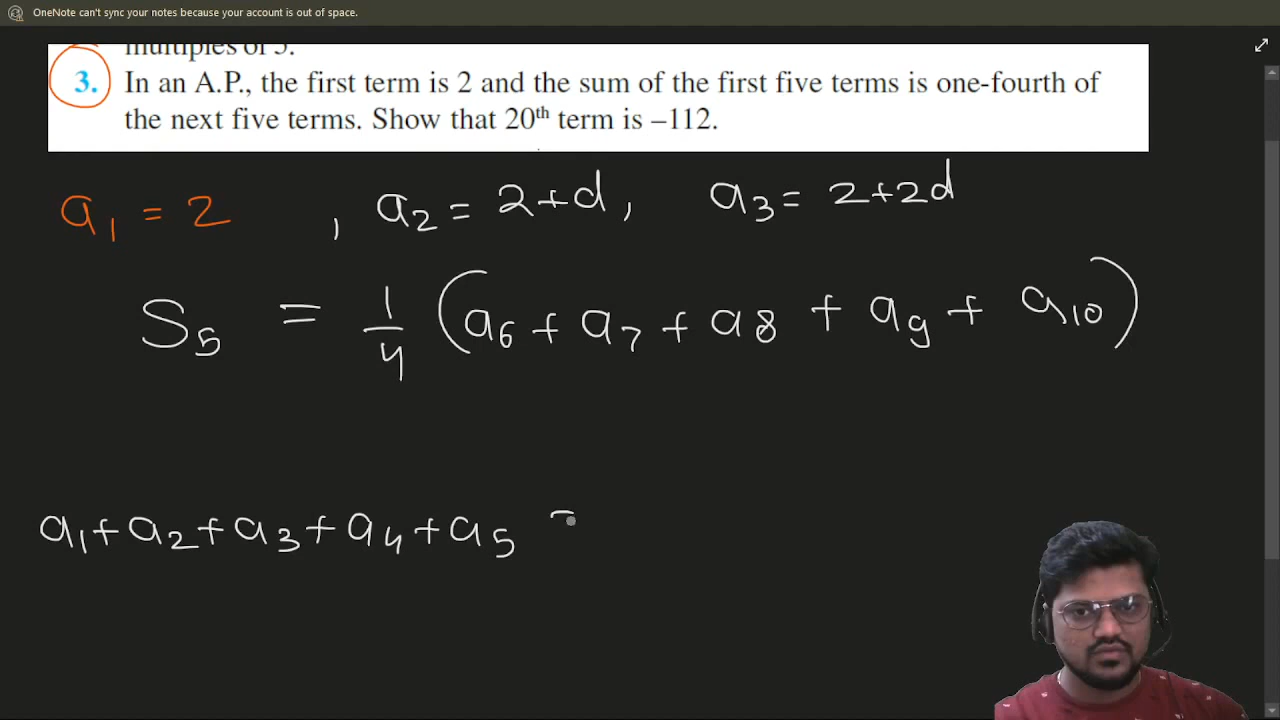 OneNote can't sync your notes because your account is out of space.
multiples of 5.
3. In an A.P., the first term is 2 and the sum of the first five terms is one-fourth of
the next five terms. Show that 20th term is –112.
a₁ = 2 , a₂ = 2+d, a₃ = 2+2d
S₅ = 1/4 (a₆ + a₇ + a8 + a₉ + a₁₀)
a₁+a₂+a₃+a₄+a₅ =